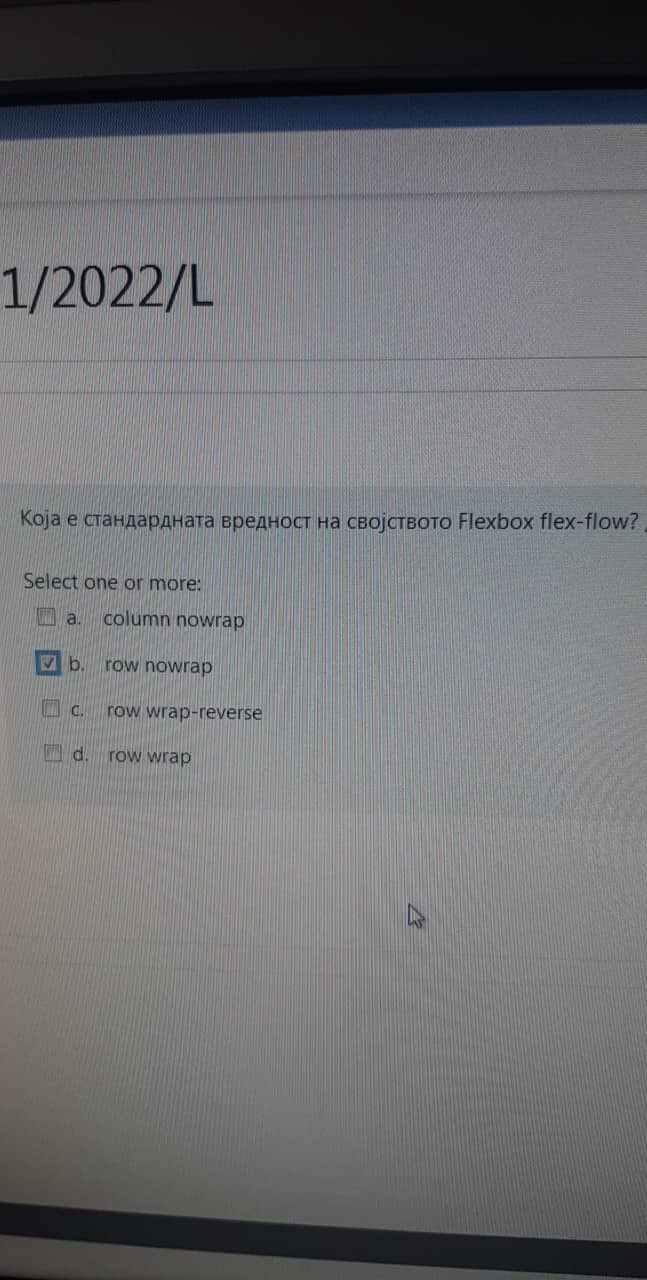 1/2022/L
Која е стандардната вредност на својството Flexbox flex-flow?
Select one or more:
a. column nowrap
b. row nowrap
c. row wrap-reverse
d. row wrap